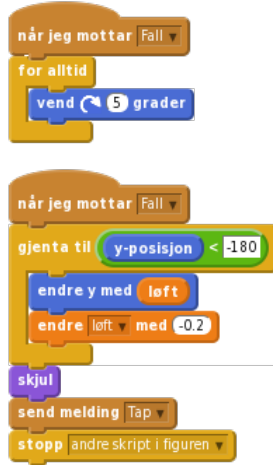 når jeg mottar Fall
for alltid
vend 5 grader
når jeg mottar Fall
gjenta til y-posisjon < -180
endre y med løft
endre løft med -0.2
skjul
send melding Tap
stopp andre skript i figuren